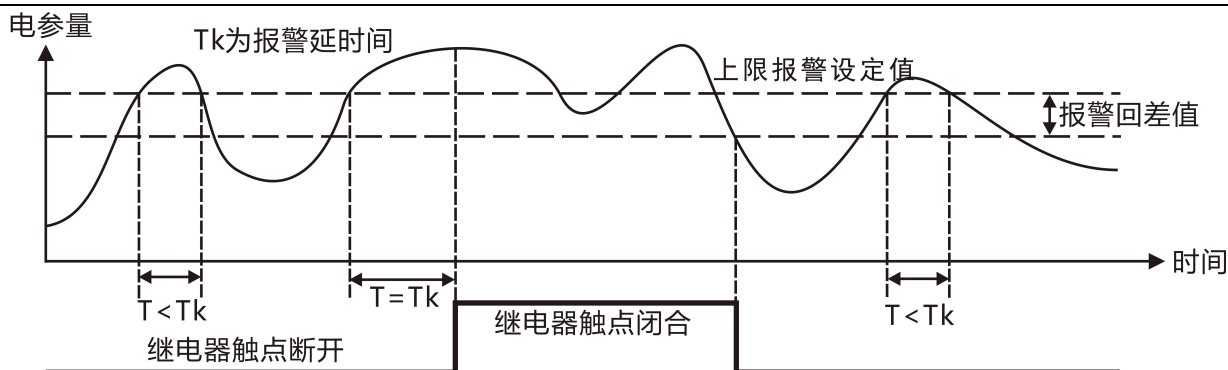 电参量
Tk为报警延时间
上限报警设定值
报警回差值
时间
T<Tk
T=Tk
T<Tk
继电器触点闭合
继电器触点断开